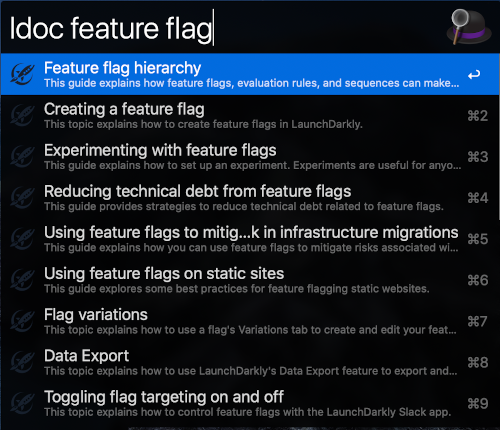 ldoc feature flag
Feature flag hierarchy
This guide explains how feature flags, evaluation rules, and sequences can make...
Creating a feature flag
⌘2
This topic explains how to create feature flags in LaunchDarkly.
Experimenting with feature flags
⌘3
This guide explains how to set up an experiment. Experiments are useful for anyo...
Reducing technical debt from feature flags
⌘4
This guide provides strategies to reduce technical debt related to feature flags.
Using feature flags to mitig...k in infrastructure migrations
⌘5
This guide explains how you can use feature flags to mitigate risks associated wi...
Using feature flags on static sites
⌘6
This guide explores some best practices for feature flagging static websites.
Flag variations
⌘7
This topic explains how to use a flag's Variations tab to create and edit your feat...
Data Export
⌘8
This topic explains how to use LaunchDarkly's Data Export feature to export and...
Toggling flag targeting on and off
⌘9
This topic explains how to control feature flags with the LaunchDarkly Slack app.